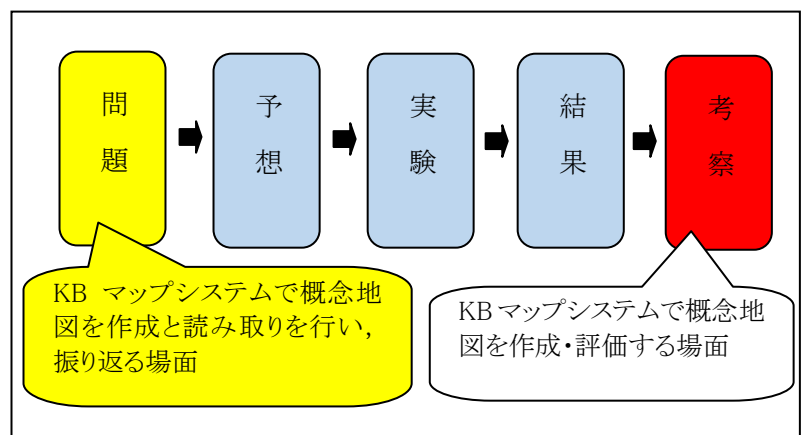 問題
予想
実験
結果
考察
KB マップシステムで概念地
図を作成と読み取りを行い,
振り返る場面
KBマップシステムで概念地
図を作成・評価する場面